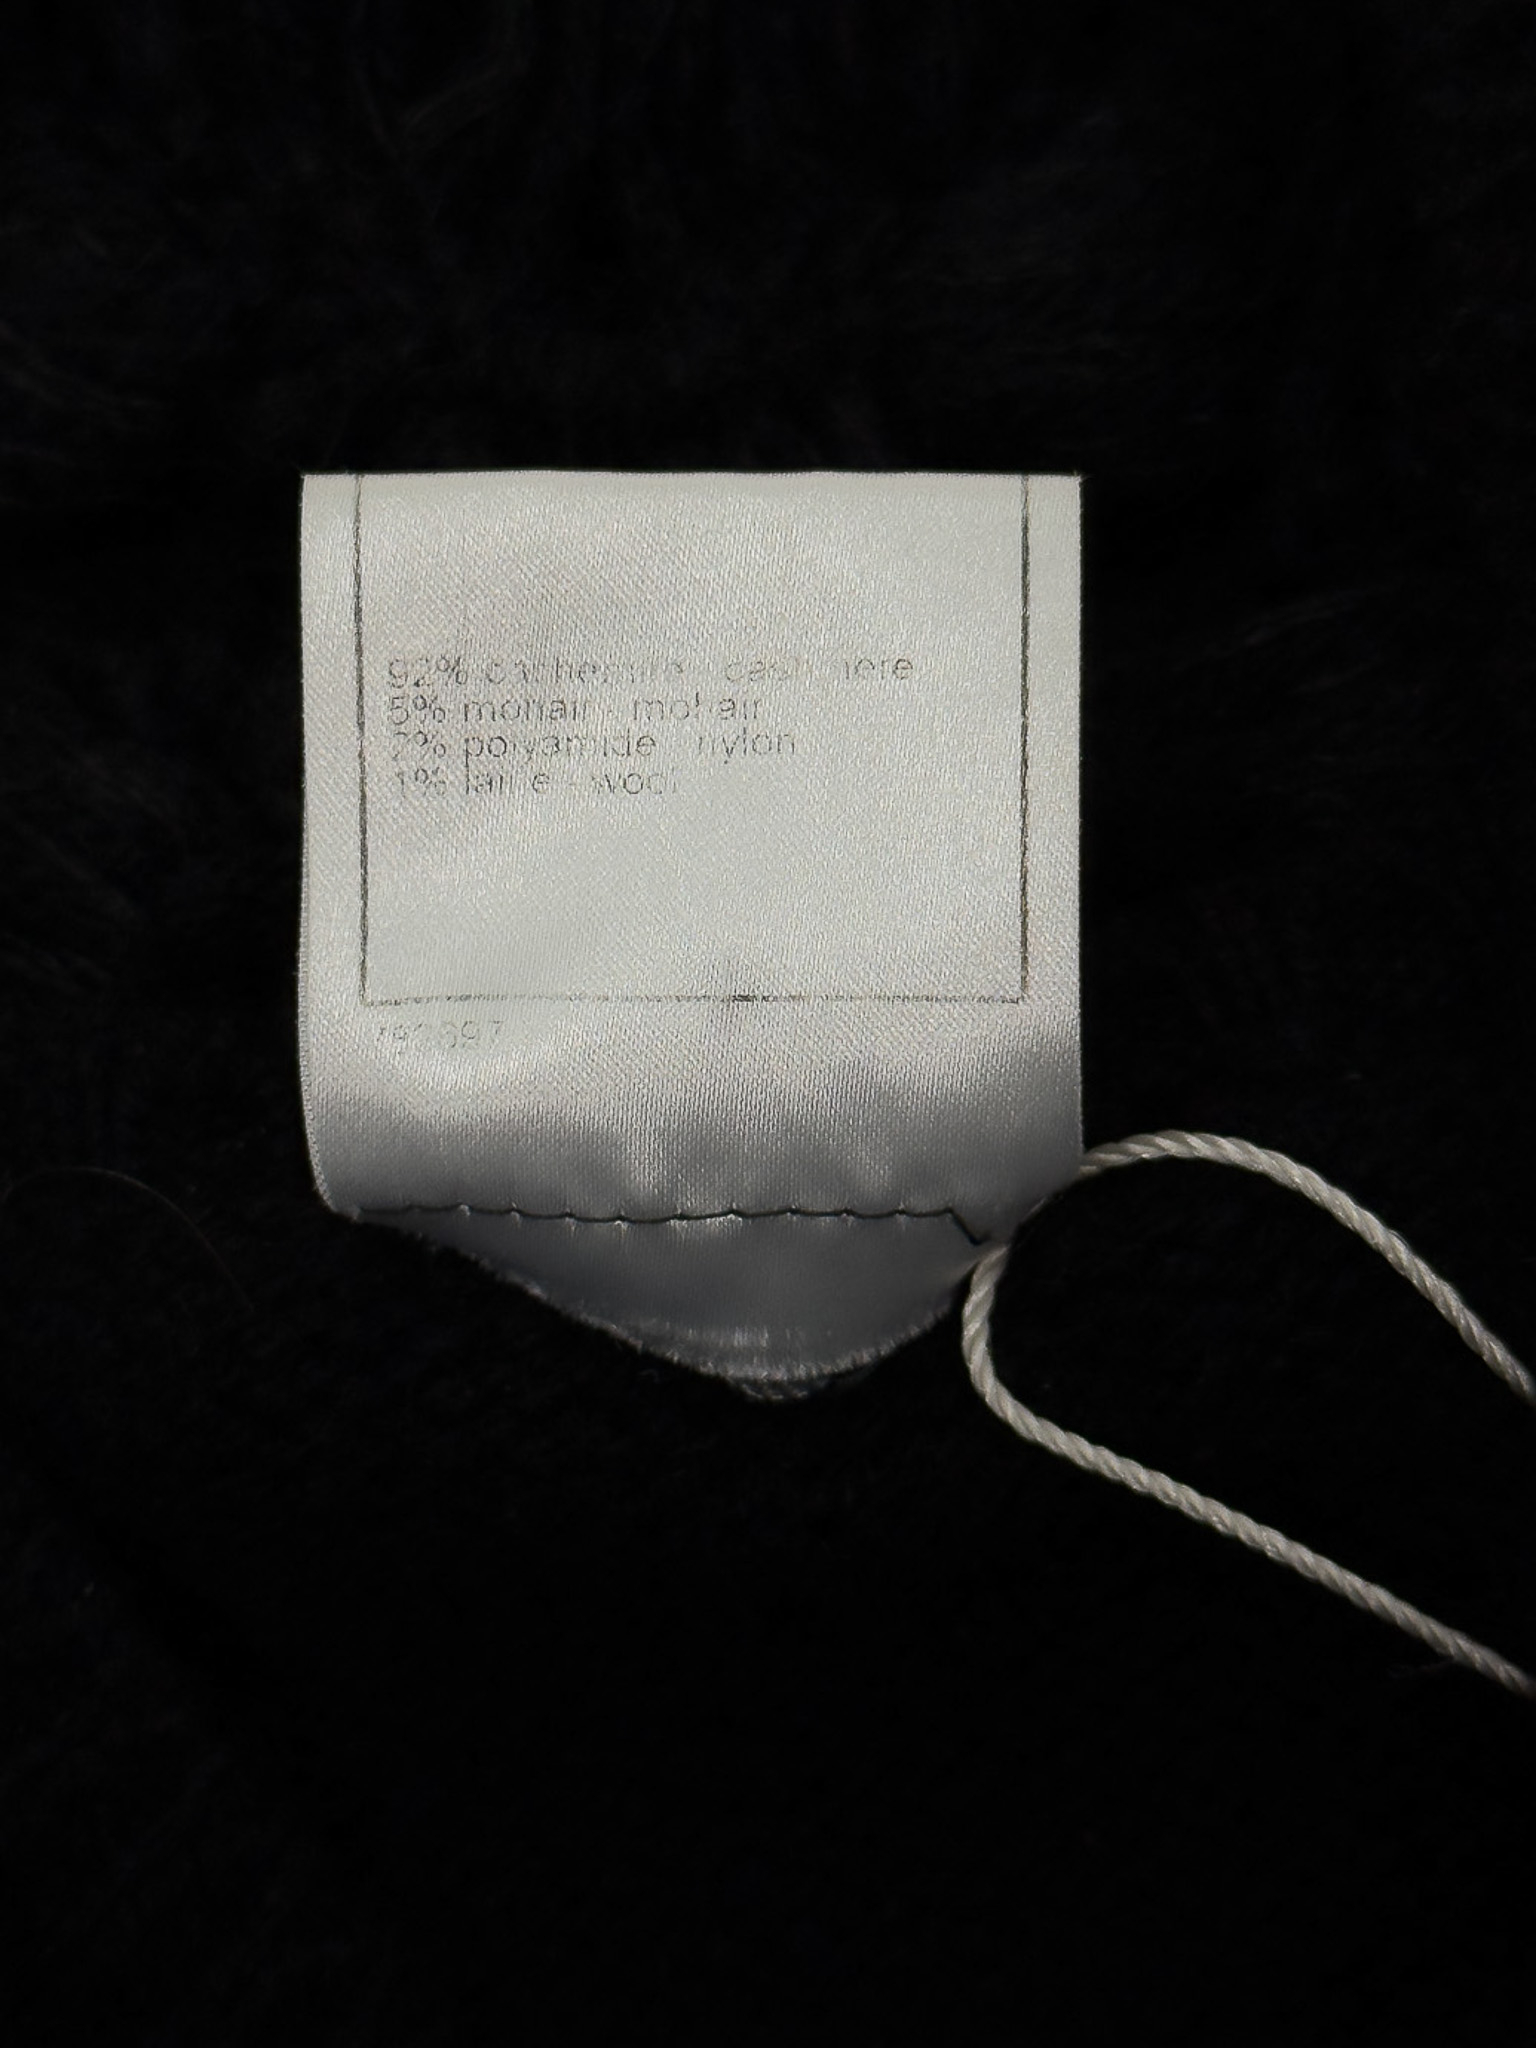 92% cachemire - cashmere
5% mohair - mohair
2% polyamide - nylon
1% laine - wool